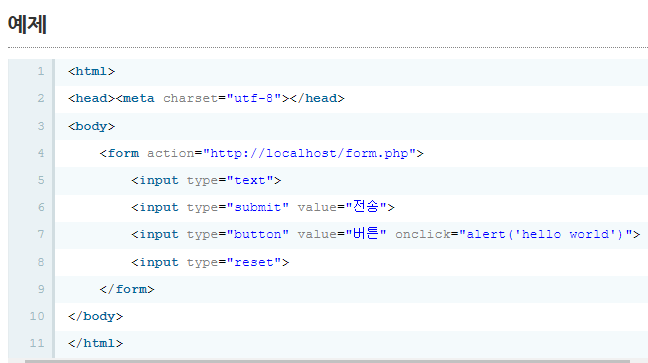 예제
1 <html>
2 <head><meta charset="utf-8"></head>
3 <body>
4 <form action="http://localhost/form.php">
5 <input type="text">
6 <input type="submit" value="전송">
7 <input type="button" value="버튼" onclick="alert('hello world')">
8 <input type="reset">
9 </form>
10 </body>
11 </html>